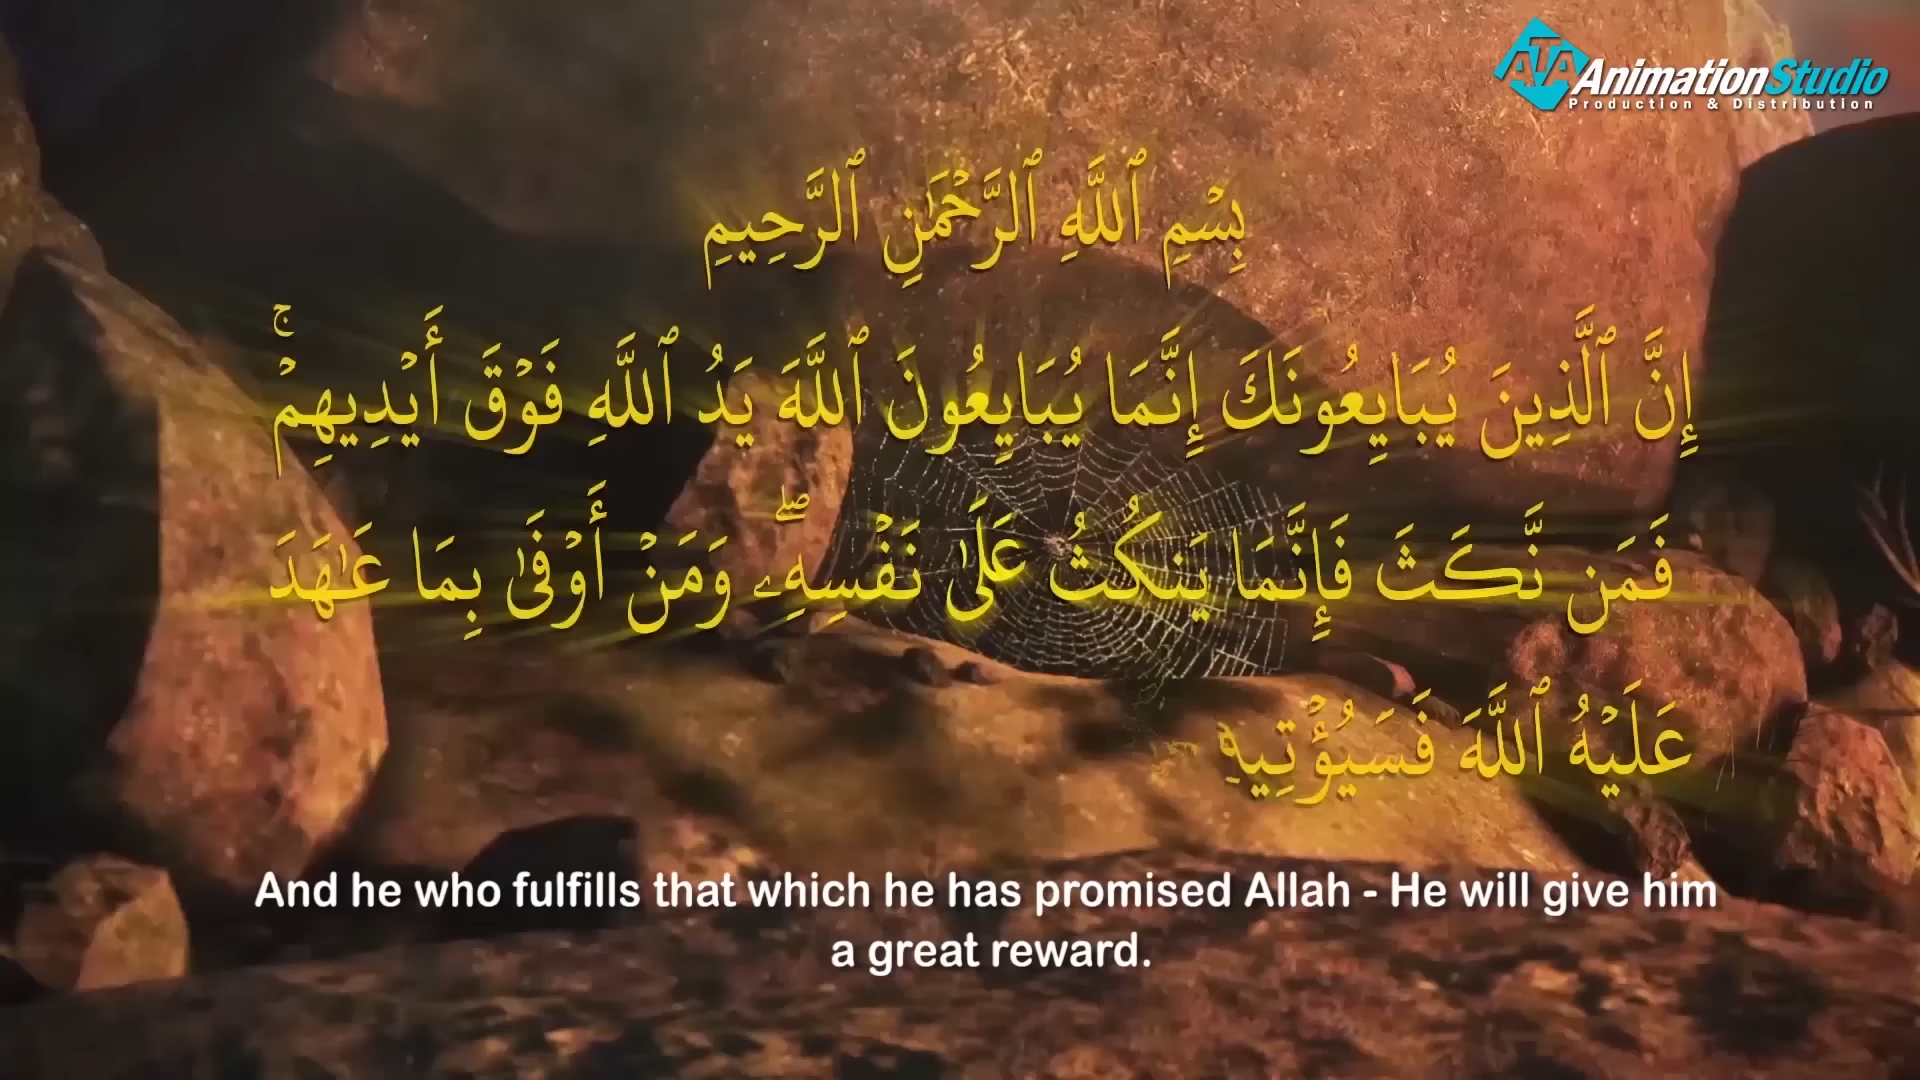 ATA AnimationStudio
Production & Distribution
بِسْمِ ٱللَّهِ ٱلرَّحْمَٰنِ ٱلرَّحِيمِ
إِنَّ ٱلَّذِينَ يُبَايِعُونَكَ إِنَّمَا يُبَايِعُونَ ٱللَّهَ يَدُ ٱللَّهِ فَوْقَ أَيْدِيهِمْ ۚ
فَمَن نَّكَثَ فَإِنَّمَا يَنكُثُ عَلَىٰ نَفْسِهِۦ ۖ وَمَنْ أَوْفَىٰ بِمَا عَٰهَدَ
عَلَيْهُ ٱللَّهَ فَسَيُؤْتِيهِ
And he who fulfills that which he has promised Allah - He will give him
a great reward.